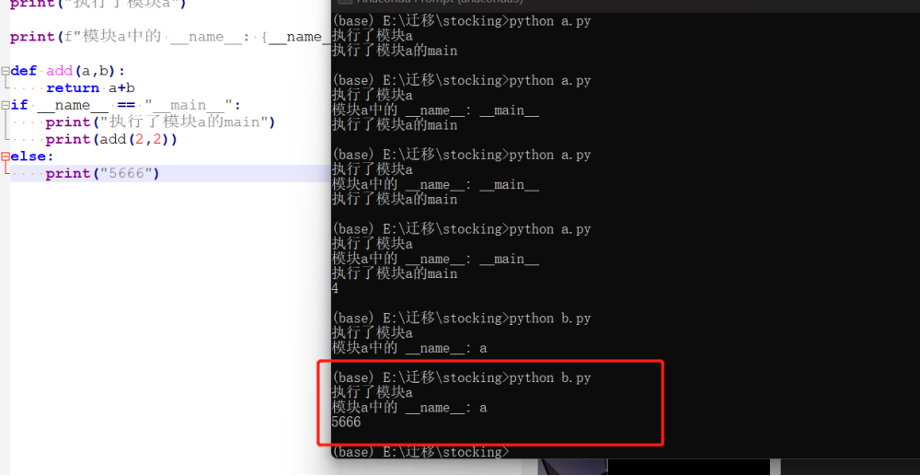 print("执行了模块a")
print(f"模块a中的 __name__: {__name_
def add(a,b):
return a+b
if __name__ == "__main__":
print("执行了模块a的main")
print(add(2,2))
else:
print("5666")
(base) E:\迁移\stocking>python a.py
执行了模块a
执行了模块a的main
(base) E:\迁移\stocking>python a.py
执行了模块a
模块a中的 __name__: __main__
执行了模块a的main
(base) E:\迁移\stocking>python a.py
执行了模块a
模块a中的 __name__: __main__
执行了模块a的main
(base) E:\迁移\stocking>python a.py
执行了模块a
模块a中的 __name__: __main__
执行了模块a的main
4
(base) E:\迁移\stocking>python b.py
执行了模块a
模块a中的 __name__: a
(base) E:\迁移\stocking>python b.py
执行了模块a
模块a中的 __name__: a
5666
(base) E:\迁移\stocking>